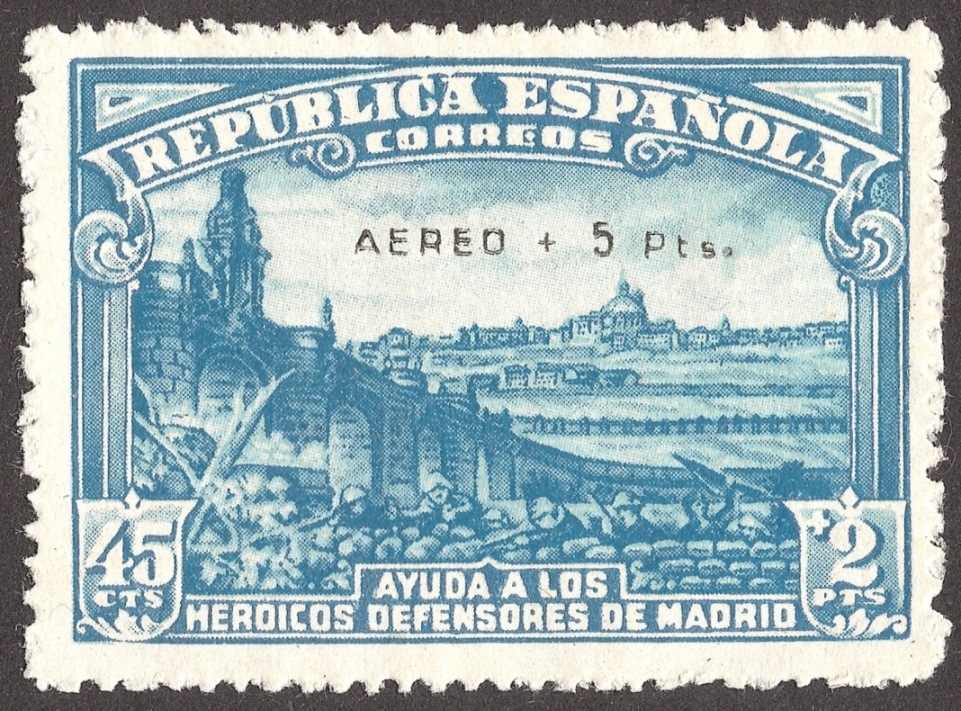 REPÚBLICA ESPAÑOLA
CORREOS
AEREO + 5 Pts.
45
CTS
+2
PTS
AYUDA A LOS
HEROICOS DEFENSORES DE MADRID